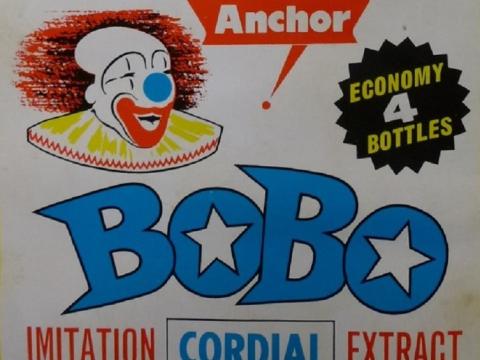 Anchor
ECONOMY
4
BOTTLES
BOBO
IMITATION CORDIAL EXTRACT